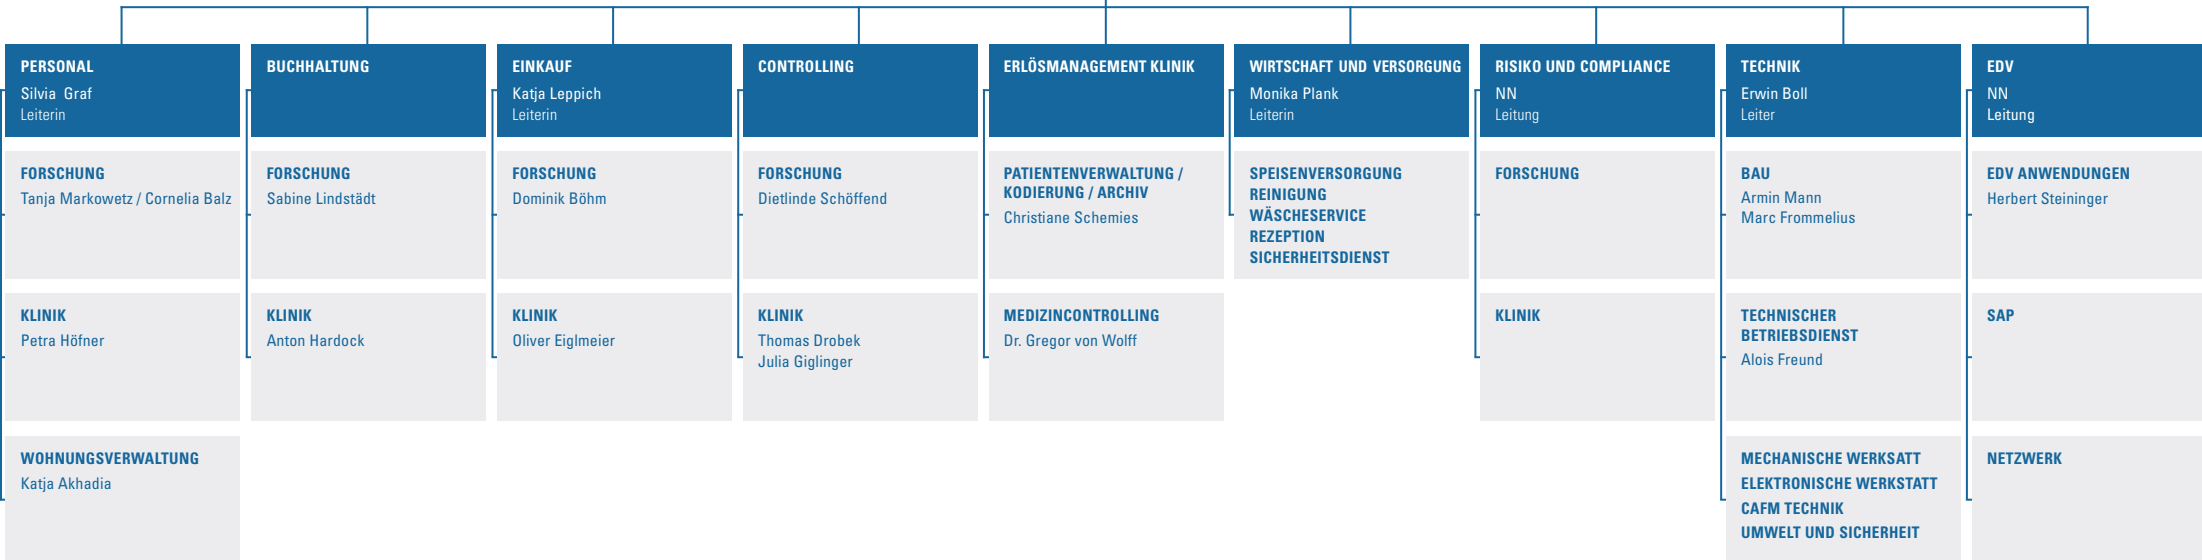 PERSONAL
Silvia Graf
Leiterin
FORSCHUNG
Tanja Markowetz / Cornelia Balz
KLINIK
Petra Höfner
WOHNUNGSVERWALTUNG
Katja Akhadia
BUCHHALTUNG
FORSCHUNG
Sabine Lindstädt
KLINIK
Anton Hardock
EINKAUF
Katja Leppich
Leiterin
FORSCHUNG
Dominik Böhm
KLINIK
Oliver Eiglmeier
CONTROLLING
FORSCHUNG
Dietlinde Schöffend
KLINIK
Thomas Drobek
Julia Giglinger
ERLÖSMANAGEMENT KLINIK
PATIENTENVERWALTUNG /
KODIERUNG / ARCHIV
Christiane Schemies
MEDIZINCONTROLLING
Dr. Gregor von Wolff
WIRTSCHAFT UND VERSORGUNG
Monika Plank
Leiterin
SPEISENVERSORGUNG
REINIGUNG
WÄSCHESERVICE
REZEPTION
SICHERHEITSDIENST
RISIKO UND COMPLIANCE
NN
Leitung
FORSCHUNG
KLINIK
TECHNIK
Erwin Boll
Leiter
BAU
Armin Mann
Marc Frommelius
TECHNISCHER
BETRIEBSDIENST
Alois Freund
MECHANISCHE WERKSATT
ELEKTRONISCHE WERKSTATT
CAFM TECHNIK
UMWELT UND SICHERHEIT
EDV
NN
Leitung
EDV ANWENDUNGEN
Herbert Steininger
SAP
NETZWERK